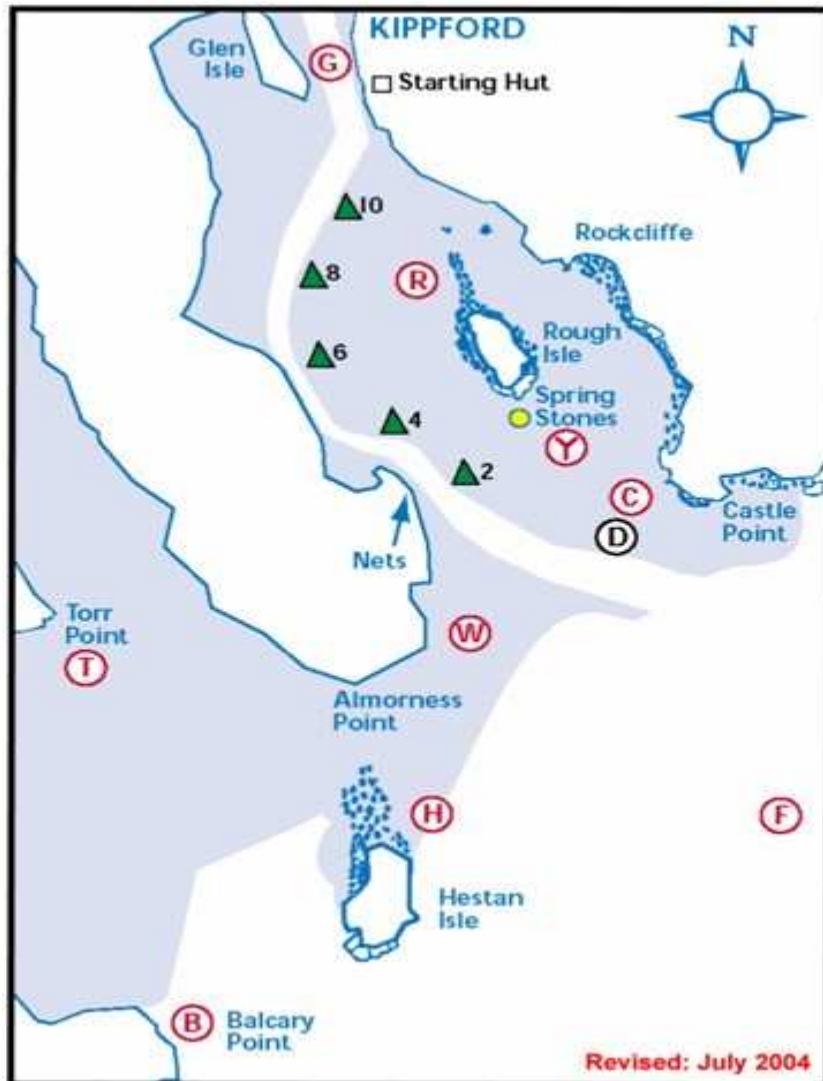 KIPPFORD
N
Glen
Isle
G
Starting Hut
10
Rockcliffe
8
R
Rough
Isle
6
Spring
Stones
4
Y
2
C
Castle
Point
D
Nets
Torr
Point
W
T
Almorness
Point
H
F
Hestan
Isle
B
Balcary
Point
Revised: July 2004